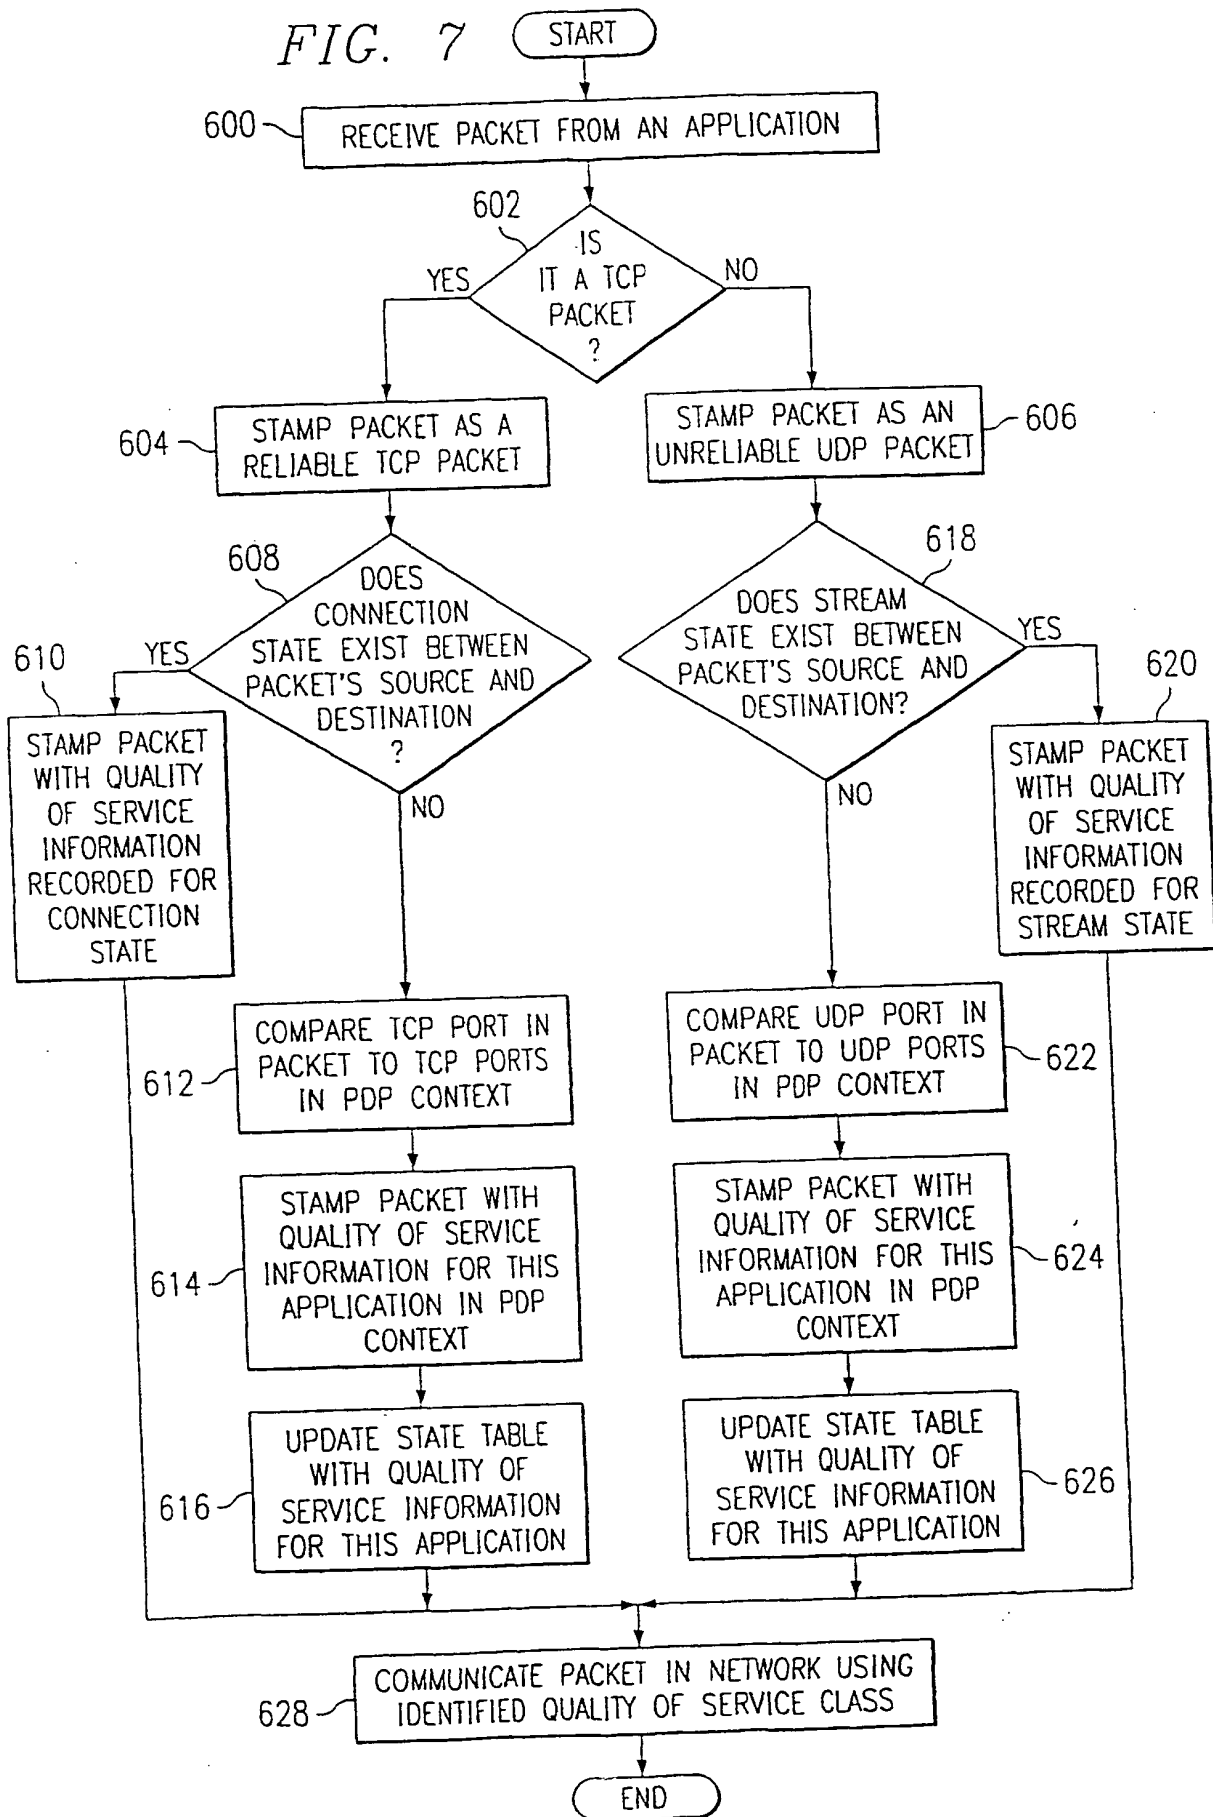 FIG. 7
START
600
RECEIVE PACKET FROM AN APPLICATION
602
IS
IT A TCP
PACKET
?
YES
NO
604
STAMP PACKET AS A
RELIABLE TCP PACKET
STAMP PACKET AS AN
UNRELIABLE UDP PACKET
606
608
DOES
CONNECTION
STATE EXIST BETWEEN
PACKET'S SOURCE AND
DESTINATION
?
YES
NO
618
DOES STREAM
STATE EXIST BETWEEN
PACKET'S SOURCE AND
DESTINATION?
YES
NO
610
STAMP PACKET
WITH QUALITY
OF SERVICE
INFORMATION
RECORDED FOR
CONNECTION
STATE
620
STAMP PACKET
WITH QUALITY
OF SERVICE
INFORMATION
RECORDED FOR
STREAM STATE
612
COMPARE TCP PORT IN
PACKET TO TCP PORTS
IN PDP CONTEXT
COMPARE UDP PORT IN
PACKET TO UDP PORTS
IN PDP CONTEXT
622
614
STAMP PACKET WITH
QUALITY OF SERVICE
INFORMATION FOR THIS
APPLICATION IN PDP
CONTEXT
STAMP PACKET WITH
QUALITY OF SERVICE
INFORMATION FOR THIS
APPLICATION IN PDP
CONTEXT
624
616
UPDATE STATE TABLE
WITH QUALITY OF
SERVICE INFORMATION
FOR THIS APPLICATION
UPDATE STATE TABLE
WITH QUALITY OF
SERVICE INFORMATION
FOR THIS APPLICATION
626
628
COMMUNICATE PACKET IN NETWORK USING
IDENTIFIED QUALITY OF SERVICE CLASS
END